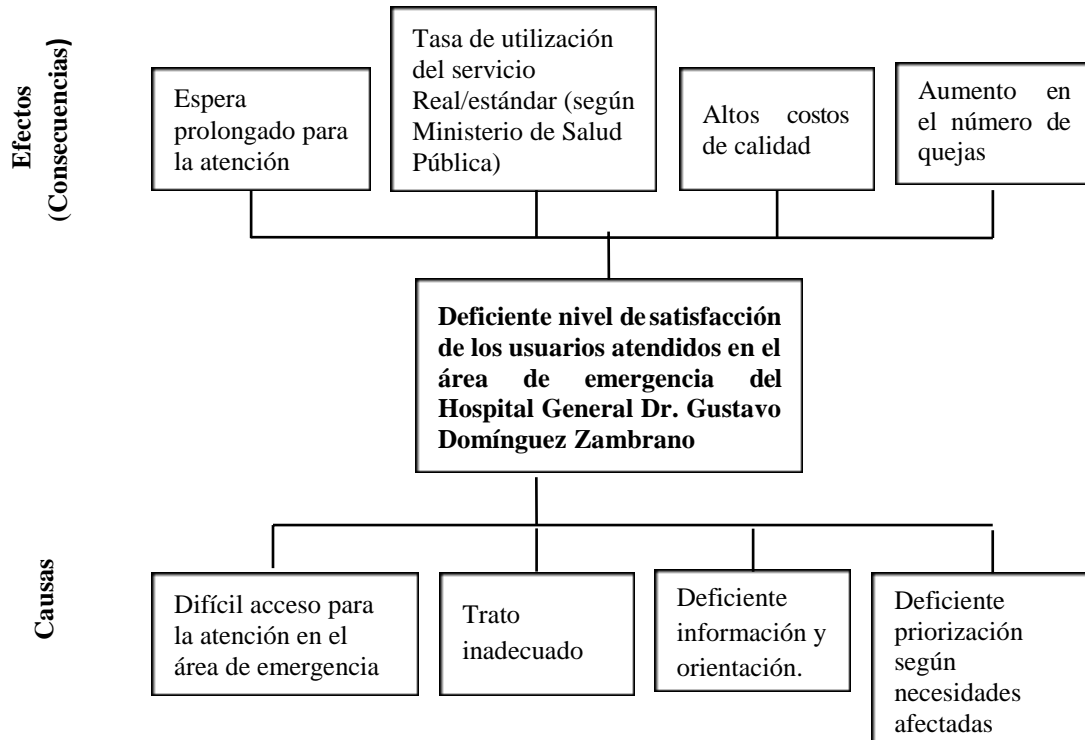 Efectos
(Consecuencias)
Espera
prolongado para
la atención
Tasa de utilización
del servicio
Real/estándar (según
Ministerio de Salud
Pública)
Altos costos
de calidad
Aumento en
el número de
quejas
Deficiente nivel de satisfacción
de los usuarios atendidos en el
área de emergencia del
Hospital General Dr. Gustavo
Domínguez Zambrano
Causas
Difícil acceso para
la atención en el
área de emergencia
Trato
inadecuado
Deficiente
información y
orientación.
Deficiente
priorización
según
necesidades
afectadas